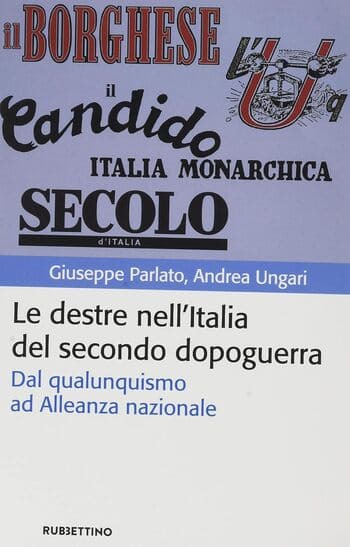 il BORGHESE
L'U q
il
Candido
ITALIA MONARCHICA
SECOLO
d'ITALIA
Giuseppe Parlato, Andrea Ungari
Le destre nell'Italia
del secondo dopoguerra
Dal qualunquismo
ad Alleanza nazionale
RUBBETTINO